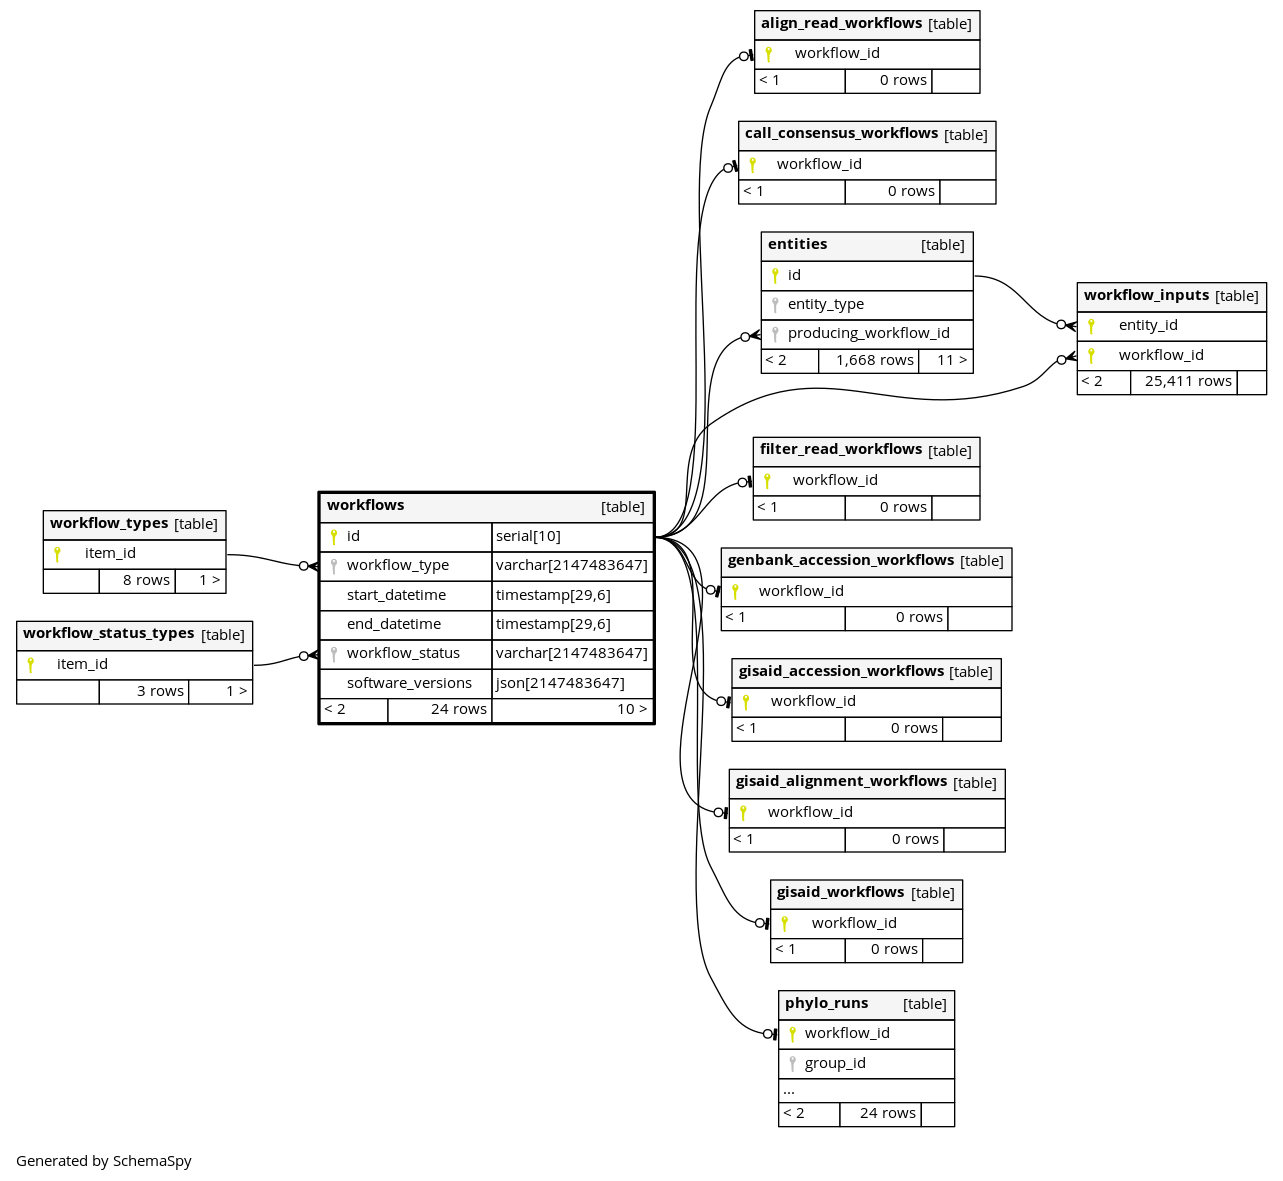 align_read_workflows [table]
workflow_id
< 1 0 rows
call_consensus_workflows [table]
workflow_id
< 1 0 rows
entities [table]
id
entity_type
producing_workflow_id
< 2 1,668 rows 11 >
workflow_inputs [table]
entity_id
workflow_id
< 2 25,411 rows
filter_read_workflows [table]
workflow_id
< 1 0 rows
workflows [table]
id serial[10]
workflow_type varchar[2147483647]
start_datetime timestamp[29,6]
end_datetime timestamp[29,6]
workflow_status varchar[2147483647]
software_versions json[2147483647]
< 2 24 rows 10 >
workflow_types [table]
item_id
8 rows 1 >
workflow_status_types [table]
item_id
3 rows 1 >
genbank_accession_workflows [table]
workflow_id
< 1 0 rows
gisaid_accession_workflows [table]
workflow_id
< 1 0 rows
gisaid_alignment_workflows [table]
workflow_id
< 1 0 rows
gisaid_workflows [table]
workflow_id
< 1 0 rows
phylo_runs [table]
workflow_id
group_id
...
< 2 24 rows
Generated by SchemaSpy